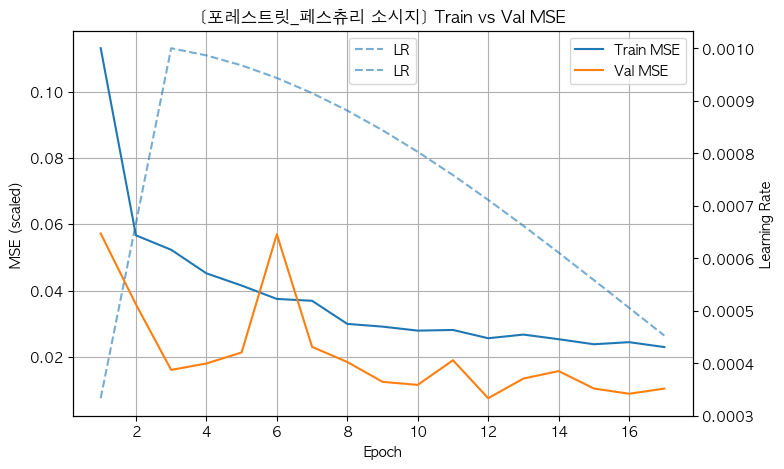 [포레스트릿_페스츄리 소시지] Train vs Val MSE
LR
LR
Train MSE
Val MSE
MSE (scaled)
0.10
0.08
0.06
0.04
0.02
0.0010
0.0009
0.0008
0.0007
0.0006
0.0005
0.0004
0.0003
Learning Rate
2 4 6 8 10 12 14 16
Epoch